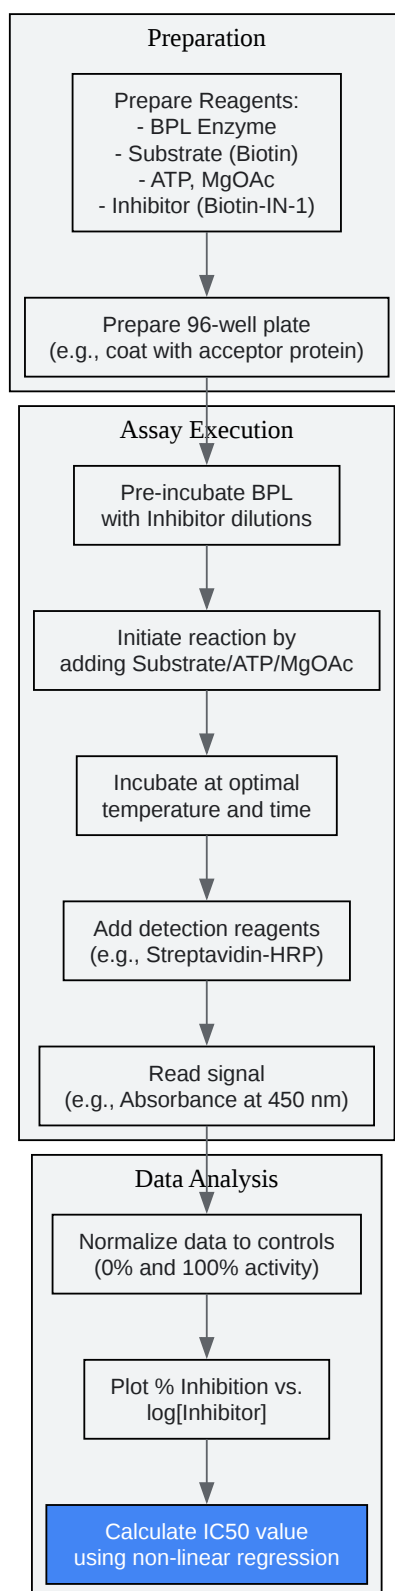 Preparation
Prepare Reagents:
- BPL Enzyme
- Substrate (Biotin)
- ATP, MgOAc
- Inhibitor (Biotin-IN-1)
Prepare 96-well plate
(e.g., coat with acceptor protein)
Assay Execution
Pre-incubate BPL
with Inhibitor dilutions
Initiate reaction by
adding Substrate/ATP/MgOAc
Incubate at optimal
temperature and time
Add detection reagents
(e.g., Streptavidin-HRP)
Read signal
(e.g., Absorbance at 450 nm)
Data Analysis
Normalize data to controls
(0% and 100% activity)
Plot % Inhibition vs.
log[Inhibitor]
Calculate IC50 value
using non-linear regression